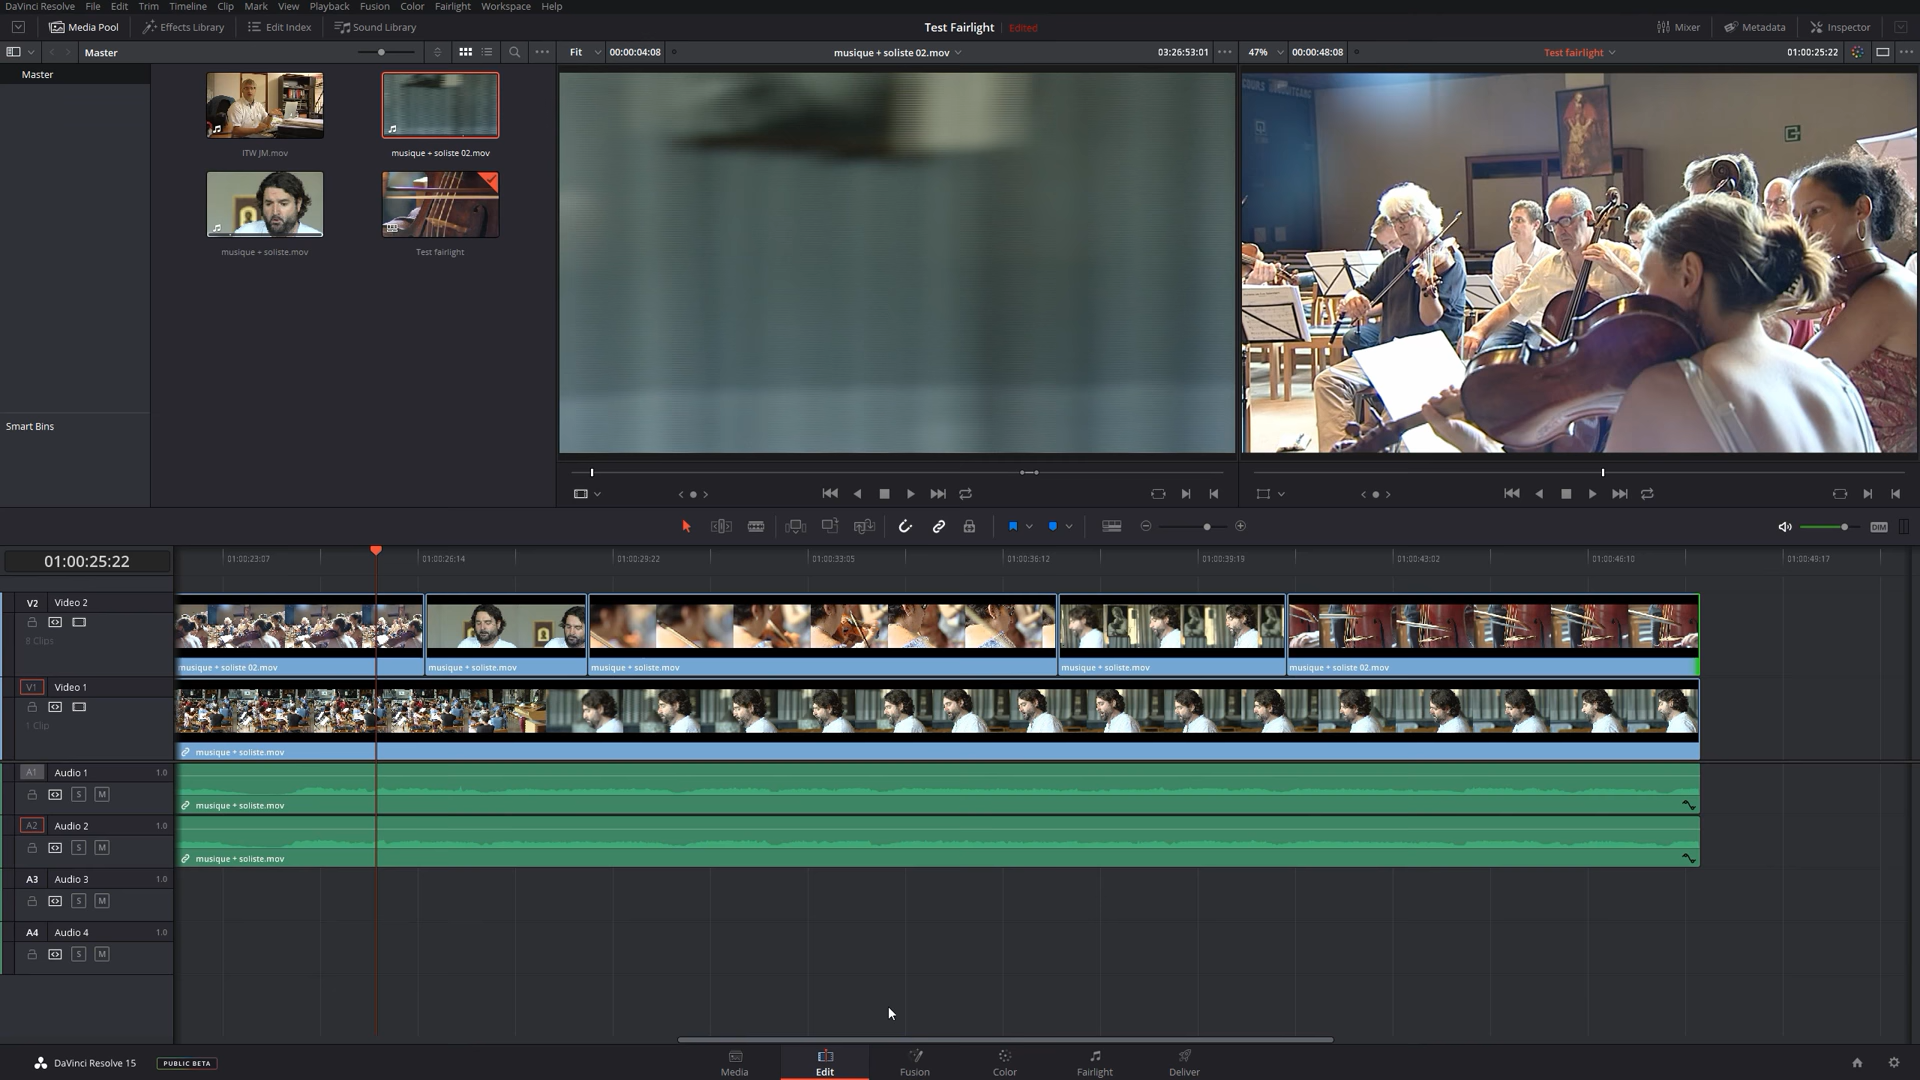 DaVinci Resolve File Edit Trim Timeline Clip Mark View Playback Fusion Color Fairlight Workspace Help
Media Pool Effects Library Edit Index Sound Library Test Fairlight Edited Mixer Metadata Inspector
Master Fit 00:00:04:08 musique + soliste 02.mov 03:26:53:01 47% 00:00:48:08 Test fairlight 01:00:25:22
Master
ITW JM.mov musique + soliste 02.mov
musique + soliste.mov Test fairlight
Smart Bins
DIM
01:00:25:22 01:00:23:07 01:00:26:14 01:00:29:22 01:00:33:05 01:00:36:12 01:00:39:19 01:00:43:02 01:00:46:10 01:00:49:17
V2 Video 2
8 Clips
musique + soliste 02.mov musique + soliste.mov musique + soliste.mov musique + soliste.mov musique + soliste 02.mov
V1 Video 1
1 Clip
musique + soliste.mov
A1 Audio 1 1.0
S M
musique + soliste.mov
A2 Audio 2 1.0
S M
musique + soliste.mov
A3 Audio 3 1.0
S M
A4 Audio 4 1.0
S M
DaVinci Resolve 15 PUBLIC BETA Media Edit Fusion Color Fairlight Deliver